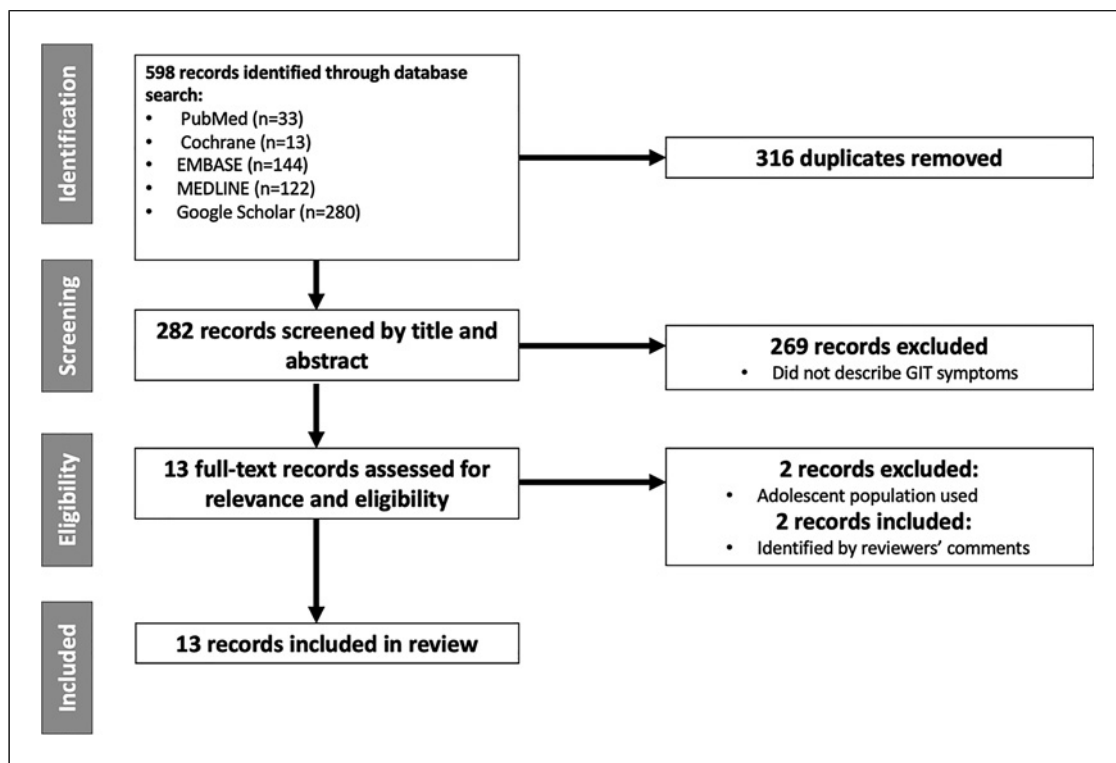 Identification
598 records identified through database
search:
• PubMed (n=33)
• Cochrane (n=13)
• EMBASE (n=144)
• MEDLINE (n=122)
• Google Scholar (n=280)
316 duplicates removed
Screening
282 records screened by title and
abstract
269 records excluded
• Did not describe GIT symptoms
Eligibility
13 full-text records assessed for
relevance and eligibility
2 records excluded:
• Adolescent population used
2 records included:
• Identified by reviewers’ comments
Included
13 records included in review